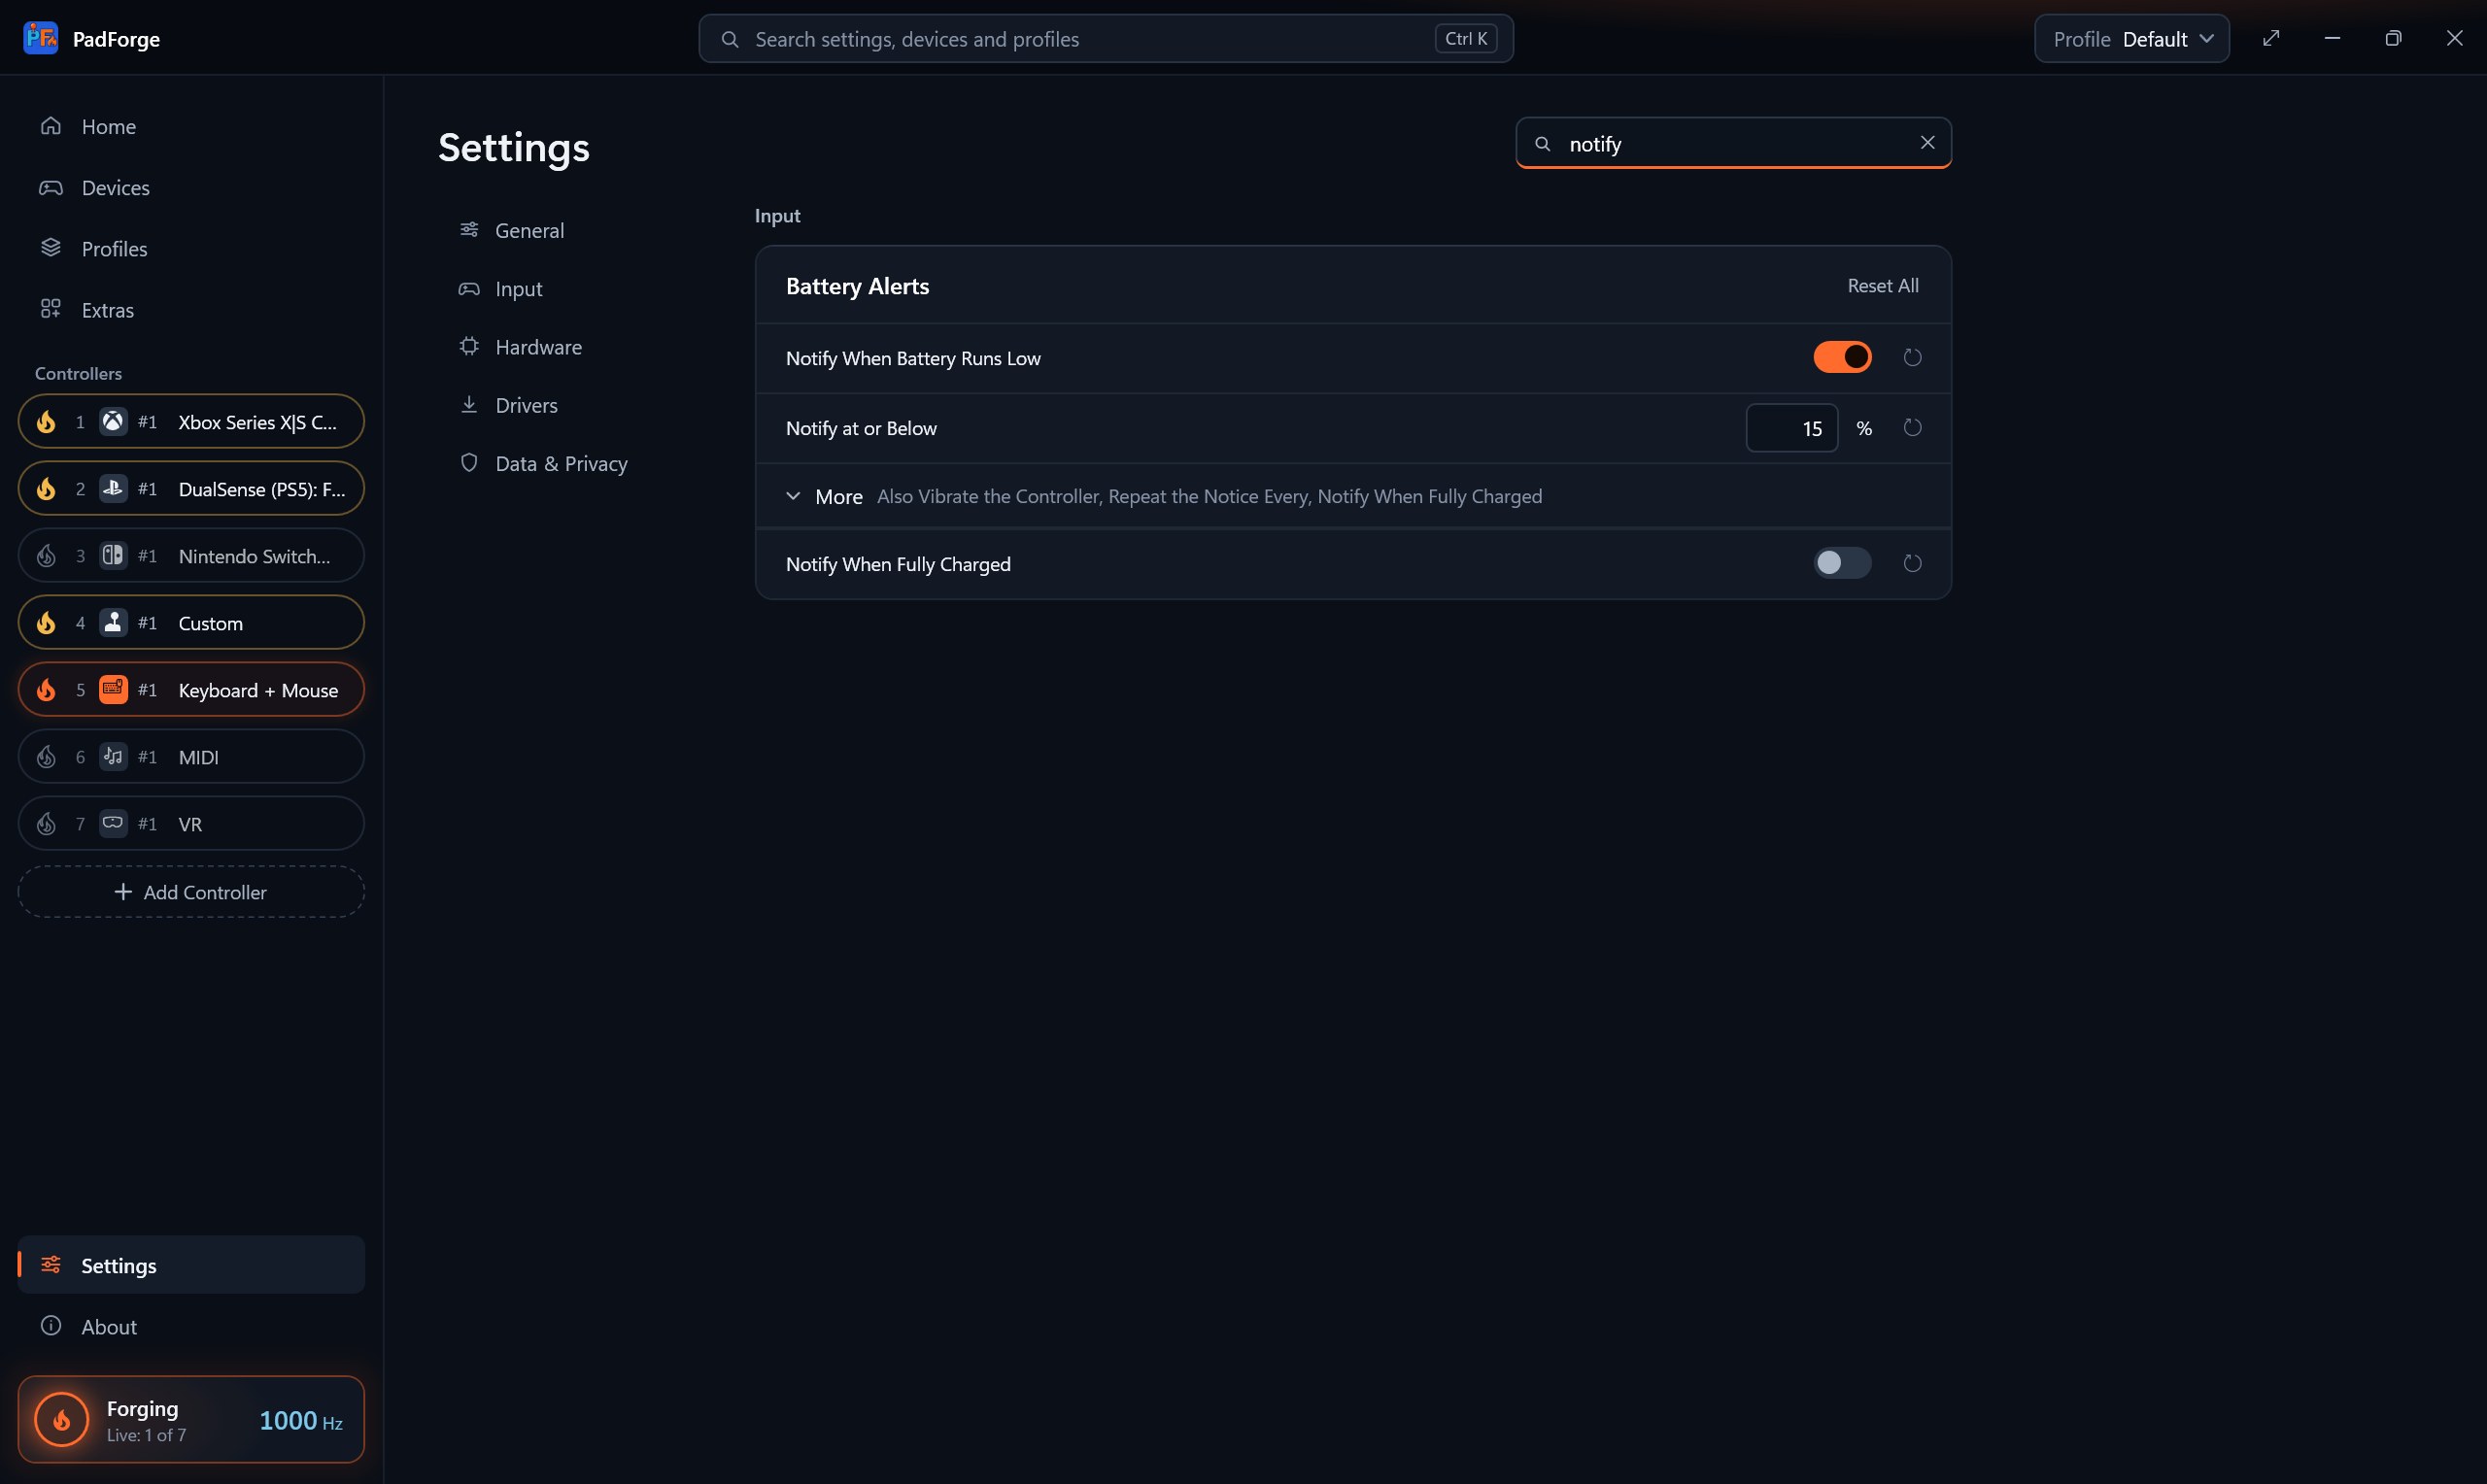 PadForge
Search settings, devices and profiles
Ctrl K
Profile Default
Home
Devices
Profiles
Extras
Controllers
1 #1 Xbox Series X|S C...
2 #1 DualSense (PS5): F...
3 #1 Nintendo Switch...
4 #1 Custom
5 #1 Keyboard + Mouse
6 #1 MIDI
7 #1 VR
Add Controller
Settings
About
Forging
Live: 1 of 7
1000 Hz
Settings
notify
General
Input
Hardware
Drivers
Data & Privacy
Input
Battery Alerts
Reset All
Notify When Battery Runs Low
Notify at or Below
15 %
More Also Vibrate the Controller, Repeat the Notice Every, Notify When Fully Charged
Notify When Fully Charged